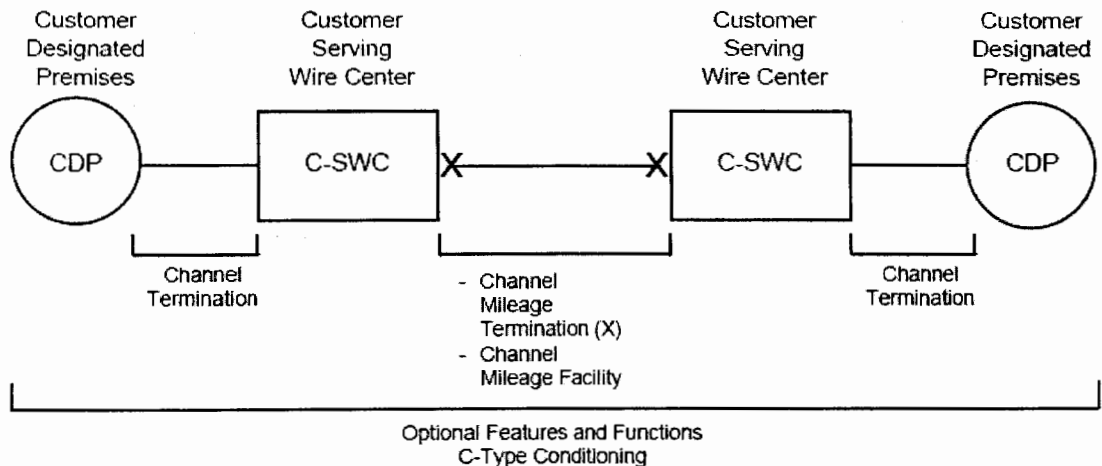 Customer
Designated
Premises
Customer
Serving
Wire Center
Customer
Serving
Wire Center
Customer
Designated
Premises
CDP
C-SWC
X
X
C-SWC
CDP
Channel
Termination
- Channel
Mileage
Termination (X)
- Channel
Mileage Facility
Channel
Termination
Optional Features and Functions
C-Type Conditioning